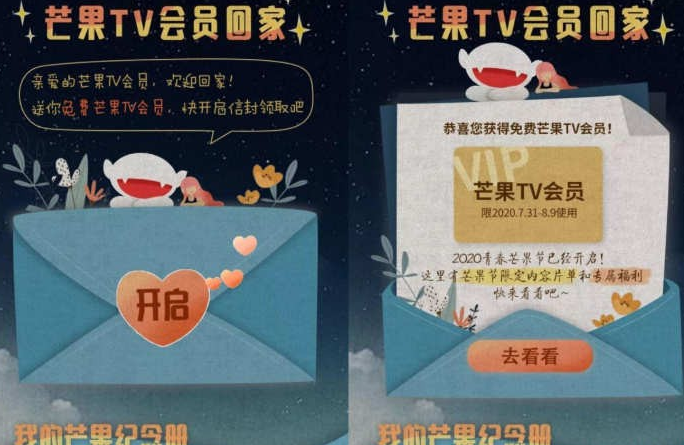 芒果TV会员回家
亲爱的芒果TV会员，欢迎回家！
送你免费芒果TV会员，快开启信封领取吧
开启
我的芒果纪念册
芒果TV会员回家
恭喜您获得免费芒果TV会员！
VIP
芒果TV会员
限2020.7.31-8.9使用
2020青春芒果节已经开启！
这里有芒果节限定内容片单和专属福利
快来看看吧~
去看看
我的芒果纪念册